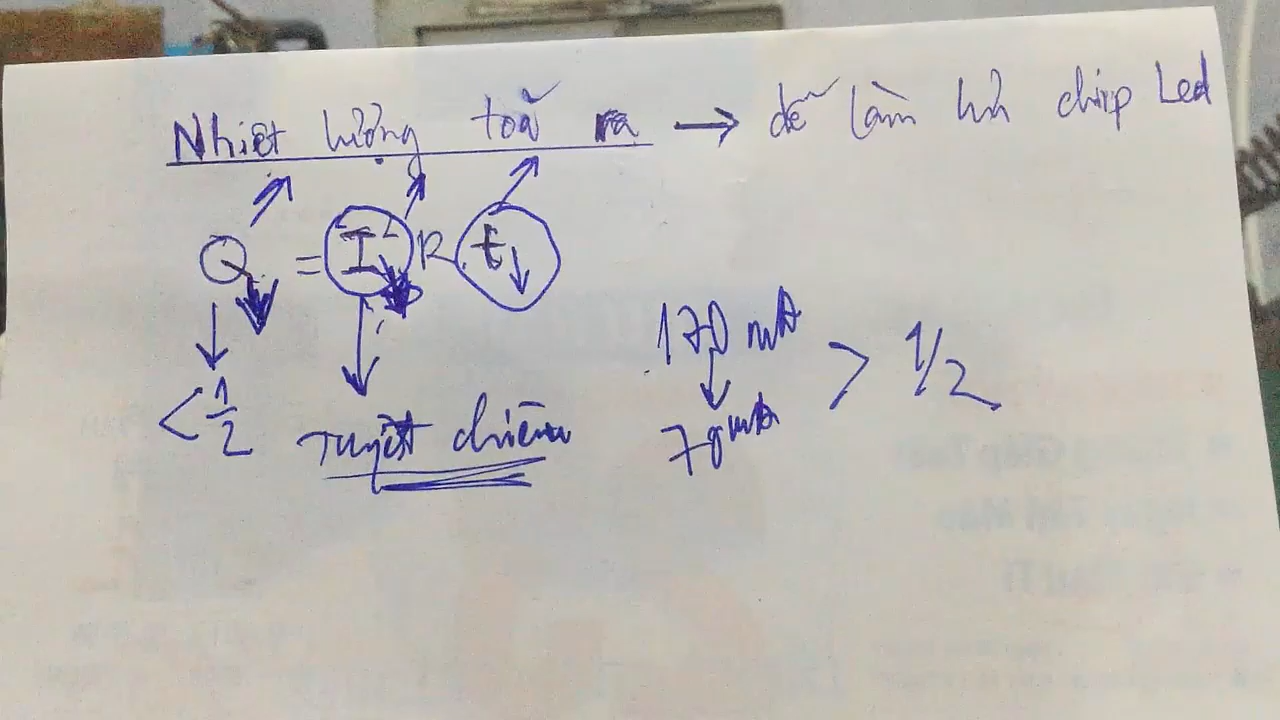 Nhiệt lượng toả ra → dễ làm hư chip Led
Q = I² R t ↓
< 1/2
Tuyệt chiêu
170 mA
> 1/2
70 mA